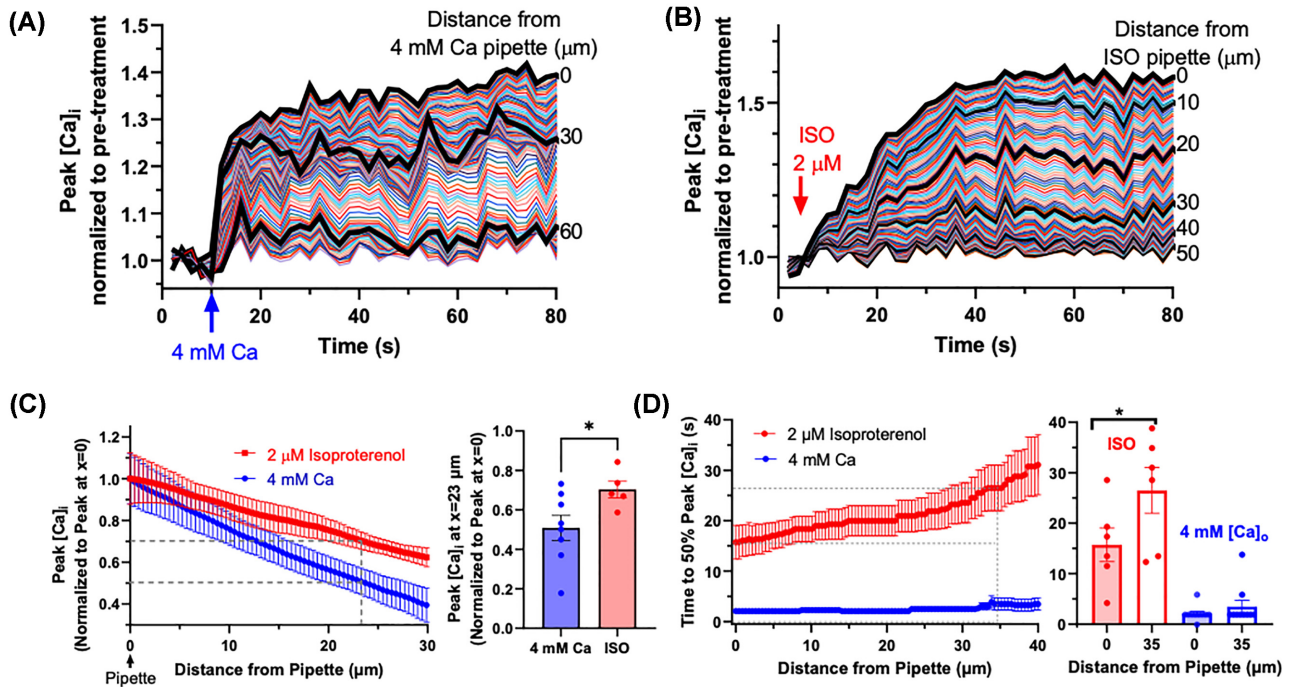 (A)
Distance from
4 mM Ca pipette (μm)
Peak [Ca]i
normalized to pre-treatment
1.5
1.4
1.3
1.2
1.1
1.0
0
30
60
0
20
40
60
80
4 mM Ca
Time (s)
(B)
Distance from
ISO pipette (μm)
Peak [Ca]i
normalized to pre-treatment
1.5
1.0
ISO
2 μM
0
10
20
30
40
50
0
20
40
60
80
Time (s)
(C)
Peak [Ca]i
(Normalized to Peak at x=0)
1.2
1.0
0.8
0.6
0.4
2 μM Isoproterenol
4 mM Ca
0
10
20
30
Distance from Pipette (μm)
Pipette
Peak [Ca]i at x=23 μm
(Normalized to Peak at x=0)
1.0
0.8
0.6
0.4
0.2
0.0
*
4 mM Ca
ISO
(D)
Time to 50% Peak [Ca]i (s)
40
30
20
10
0
2 μM Isoproterenol
4 mM Ca
0
10
20
30
40
Distance from Pipette (μm)
40
30
20
10
0
*
ISO
4 mM [Ca]o
0
35
0
35
Distance from Pipette (μm)